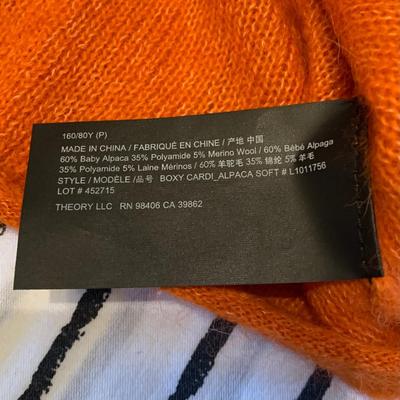 160/80Y (P)
MADE IN CHINA / FABRIQUÉ EN CHINE / 产地 中国
60% Baby Alpaca 35% Polyamide 5% Merino Wool / 60% Bébé Alpaga
35% Polyamide 5% Laine Mérinos / 60% 羊驼毛 35% 锦纶 5% 羊毛
STYLE / MODÈLE /品号 BOXY CARDI_ALPACA SOFT # L1011756
LOT # 452715
THEORY LLC RN 98406 CA 39862